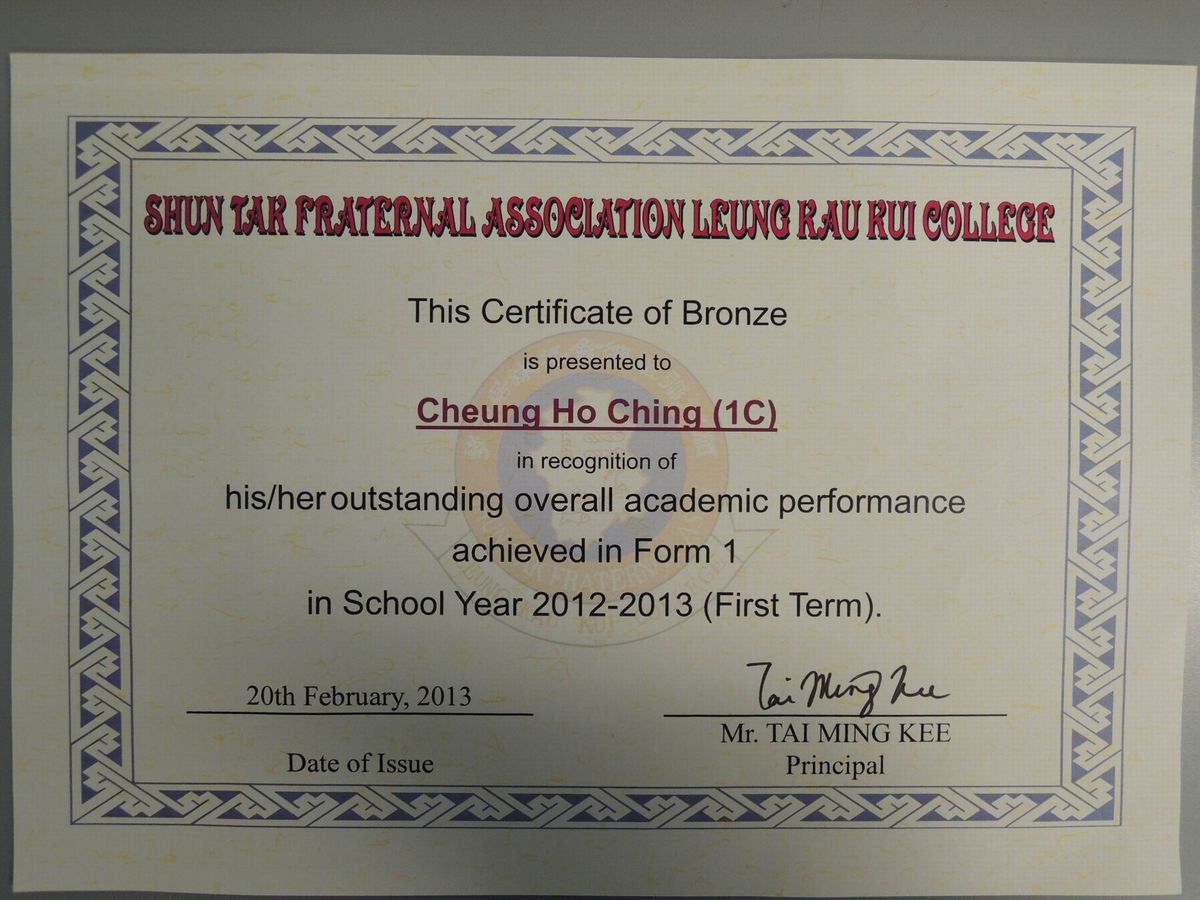 SHUN TAK FRATERNAL ASSOCIATION LEUNG KAU KUI COLLEGE
This Certificate of Bronze
is presented to
Cheung Ho Ching (1C)
in recognition of
his/her outstanding overall academic performance
achieved in Form 1
in School Year 2012-2013 (First Term).
20th February, 2013
Date of Issue
Tai Ming Kee
Mr. TAI MING KEE
Principal